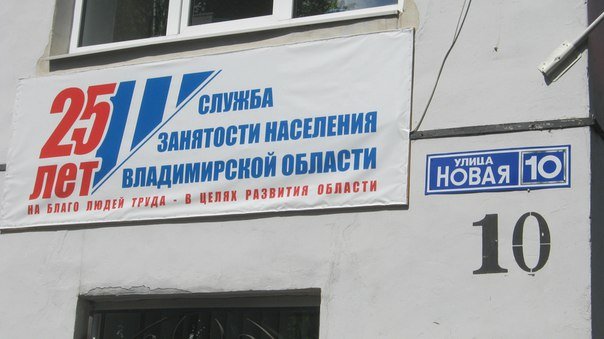 25 ЛЕТ
СЛУЖБА
ЗАНЯТОСТИ НАСЕЛЕНИЯ
ВЛАДИМИРСКОЙ ОБЛАСТИ
НА БЛАГО ЛЮДЕЙ ТРУДА - В ЦЕЛЯХ РАЗВИТИЯ ОБЛАСТИ
УЛИЦА
НОВАЯ 10
10